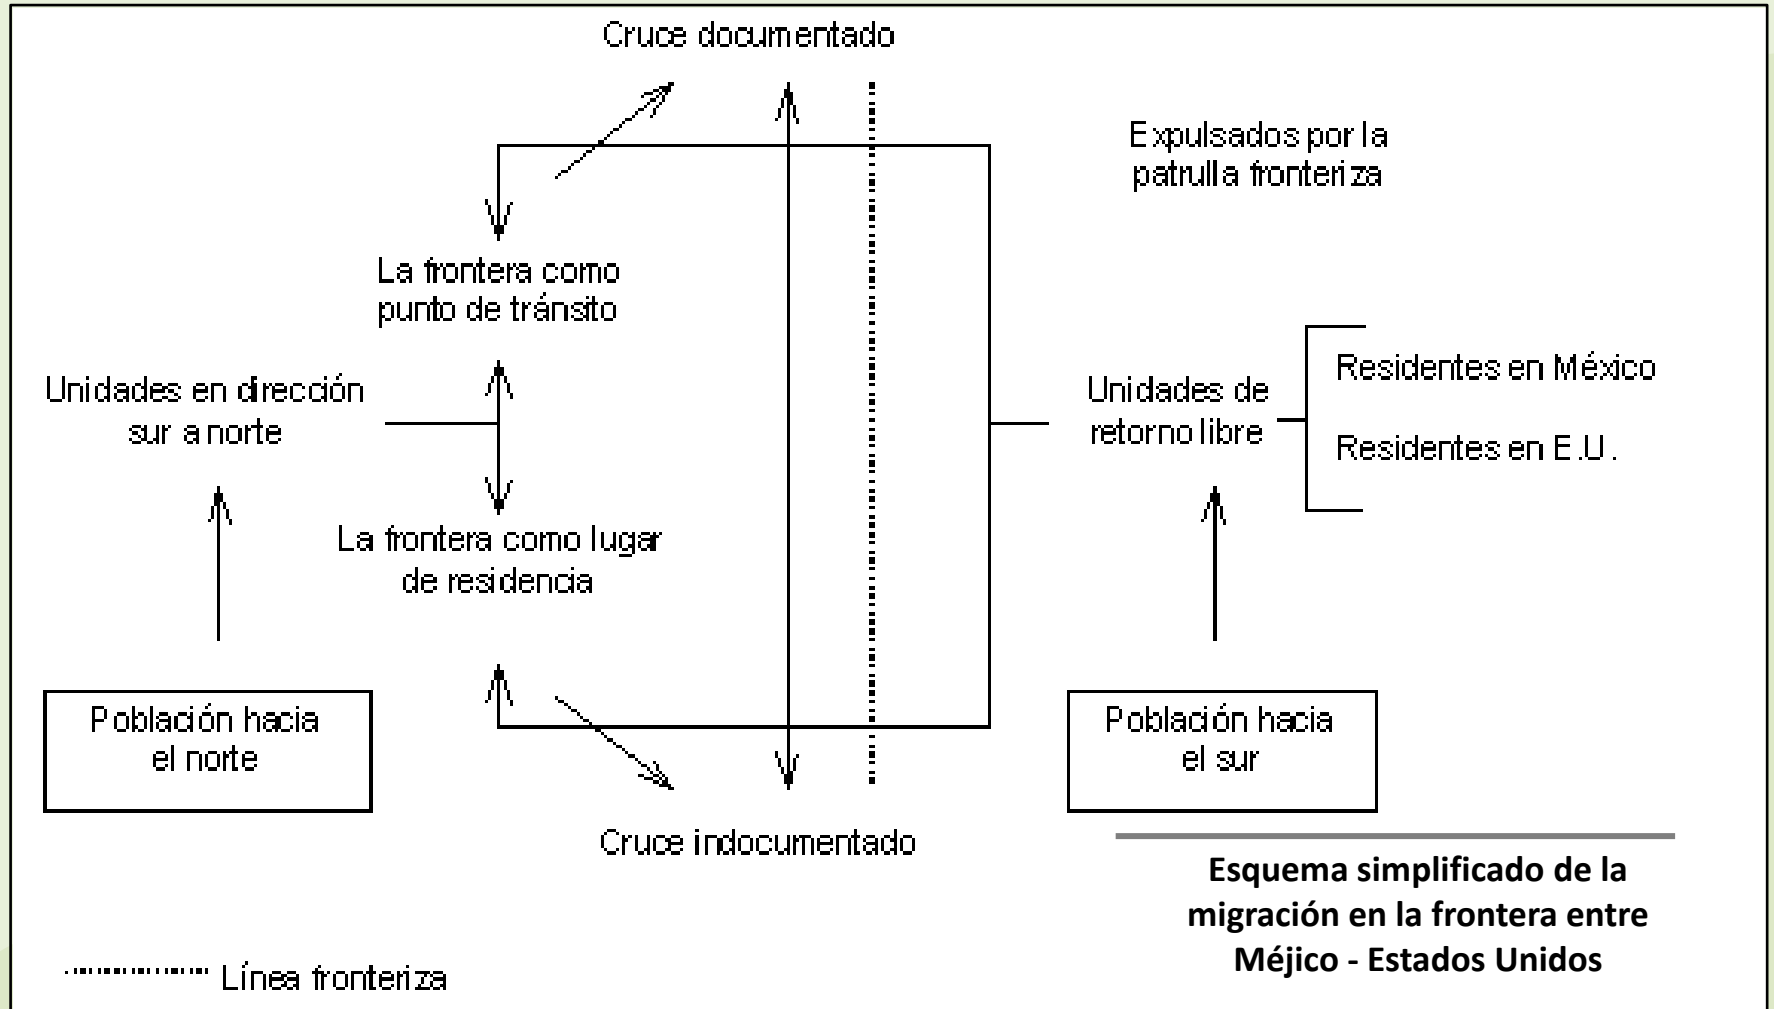 Cruce documentado
Expulsados por la
patrulla fronteriza
La frontera como
punto de tránsito
Unidades en dirección
sur a norte
Unidades de
retorno libre
Residentes en México
Residentes en E.U.
La frontera como lugar
de residencia
Población hacia
el norte
Población hacia
el sur
Cruce indocumentado
Esquema simplificado de la
migración en la frontera entre
Méjico - Estados Unidos
Línea fronteriza